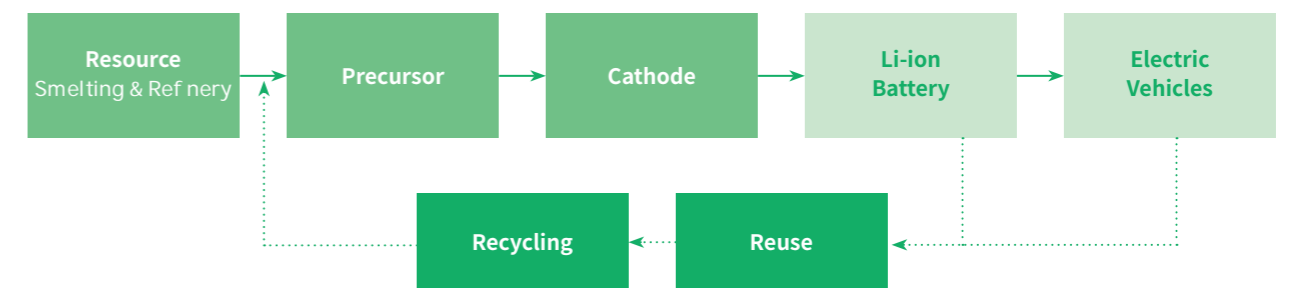 Resource
Smelting & Ref nery
Precursor
Cathode
Li-ion
Battery
Electric
Vehicles
Recycling
Reuse